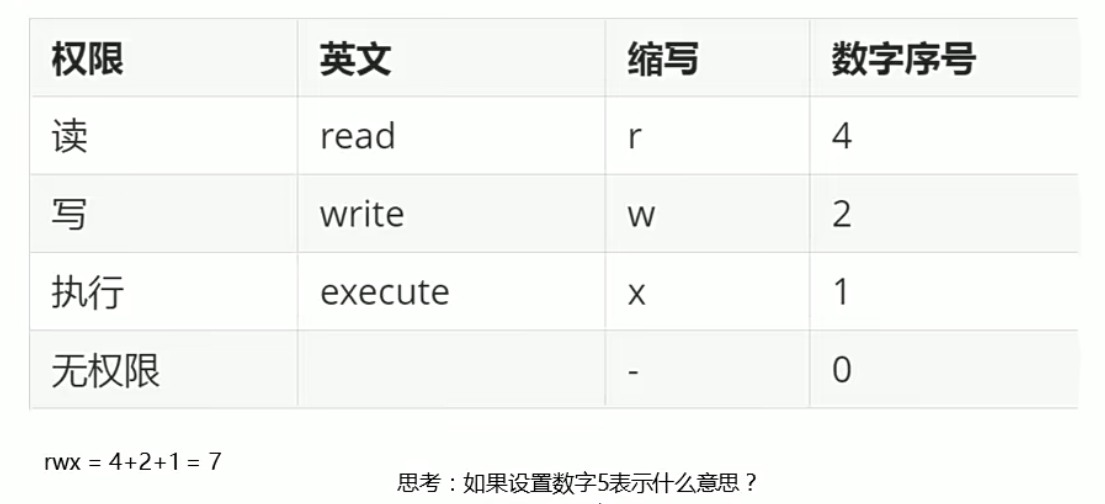 权限 英文 缩写 数字序号
读 read r 4
写 write w 2
执行 execute x 1
无权限 - 0
rwx = 4+2+1 = 7
思考：如果设置数字5表示什么意思？